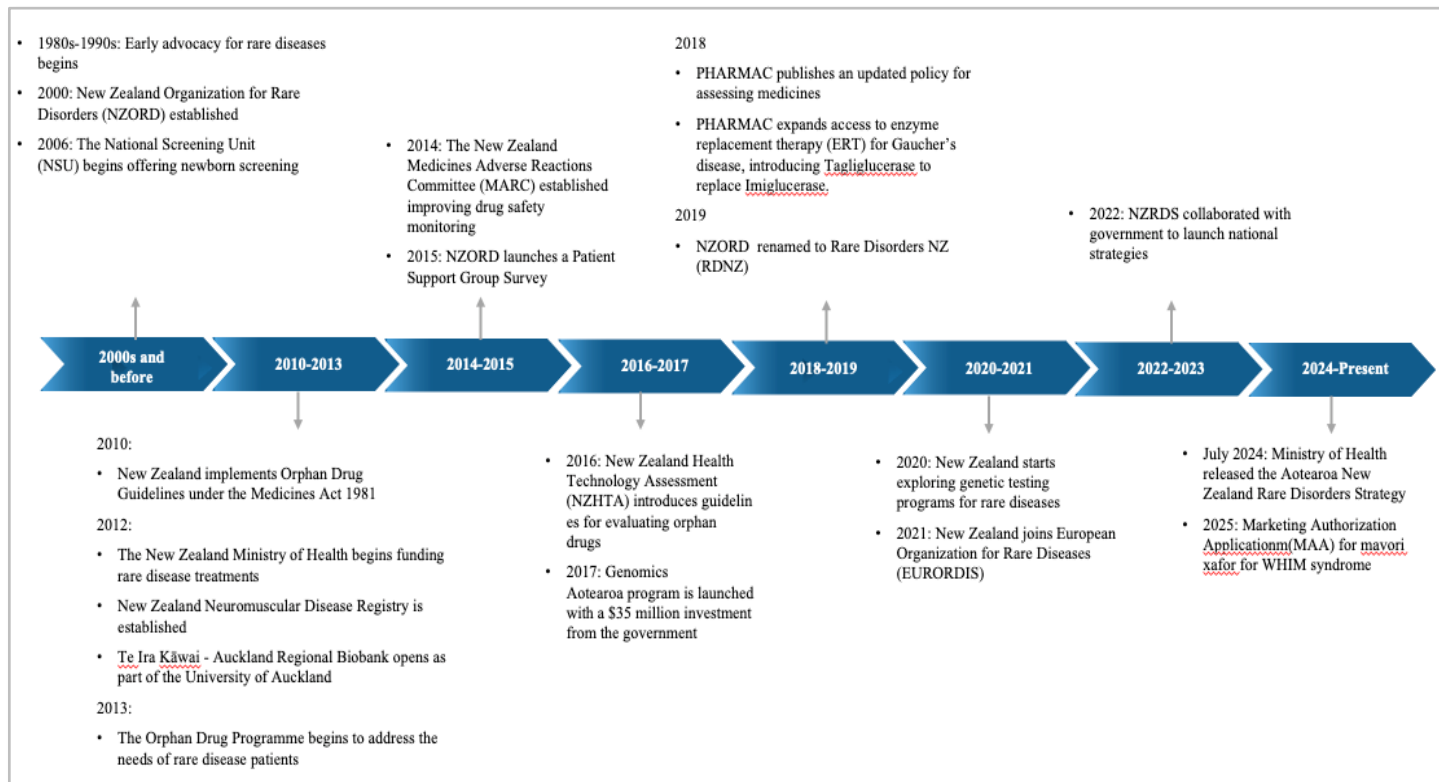 • 1980s-1990s: Early advocacy for rare diseases
begins
• 2000: New Zealand Organization for Rare
Disorders (NZORD) established
• 2006: The National Screening Unit
(NSU) begins offering newborn screening
• 2014: The New Zealand
Medicines Adverse Reactions
Committee (MARC) established
improving drug safety
monitoring
• 2015: NZORD launches a Patient
Support Group Survey
2018
• PHARMAC publishes an updated policy for
assessing medicines
• PHARMAC expands access to enzyme
replacement therapy (ERT) for Gaucher’s
disease, introducing Tagliglucerase to
replace Imiglucerase.
2019
• NZORD renamed to Rare Disorders NZ
(RDNZ)
• 2022: NZRDS collaborated with
government to launch national
strategies
2000s and
before
2010-2013
2014-2015
2016-2017
2018-2019
2020-2021
2022-2023
2024-Present
2010:
• New Zealand implements Orphan Drug
Guidelines under the Medicines Act 1981
2012:
• The New Zealand Ministry of Health begins funding
rare disease treatments
• New Zealand Neuromuscular Disease Registry is
established
• Te Ira Kāwai - Auckland Regional Biobank opens as
part of the University of Auckland
2013:
• The Orphan Drug Programme begins to address the
needs of rare disease patients
• 2016: New Zealand Health
Technology Assessment
(NZHTA) introduces guidelin
es for evaluating orphan
drugs
• 2017: Genomics
Aotearoa program is launched
with a $35 million investment
from the government
• 2020: New Zealand starts
exploring genetic testing
programs for rare diseases
• 2021: New Zealand joins European
Organization for Rare Diseases
(EURORDIS)
• July 2024: Ministry of Health
released the Aotearoa New
Zealand Rare Disorders Strategy
• 2025: Marketing Authorization
Applicationm(MAA) for mavori
xafor for WHIM syndrome